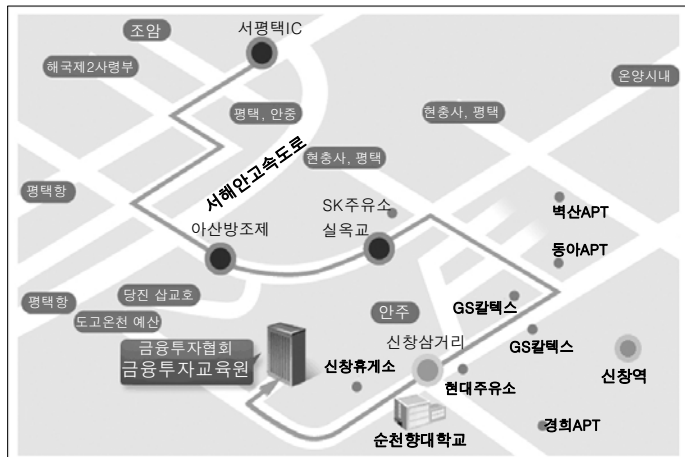 서평택IC
조암
해국제2사령부
온양시내
평택, 안중
현충사, 평택
현충사, 평택
서해안고속도로
평택항
SK주유소
벽산APT
아산방조제
실옥교
동아APT
당진 삽교호
평택항
안주
GS칼텍스
도고온천 예산
신창삼거리
GS칼텍스
금융투자협회
금융투자교육원
신창휴게소
현대주유소
신창역
순천향대학교
경희APT